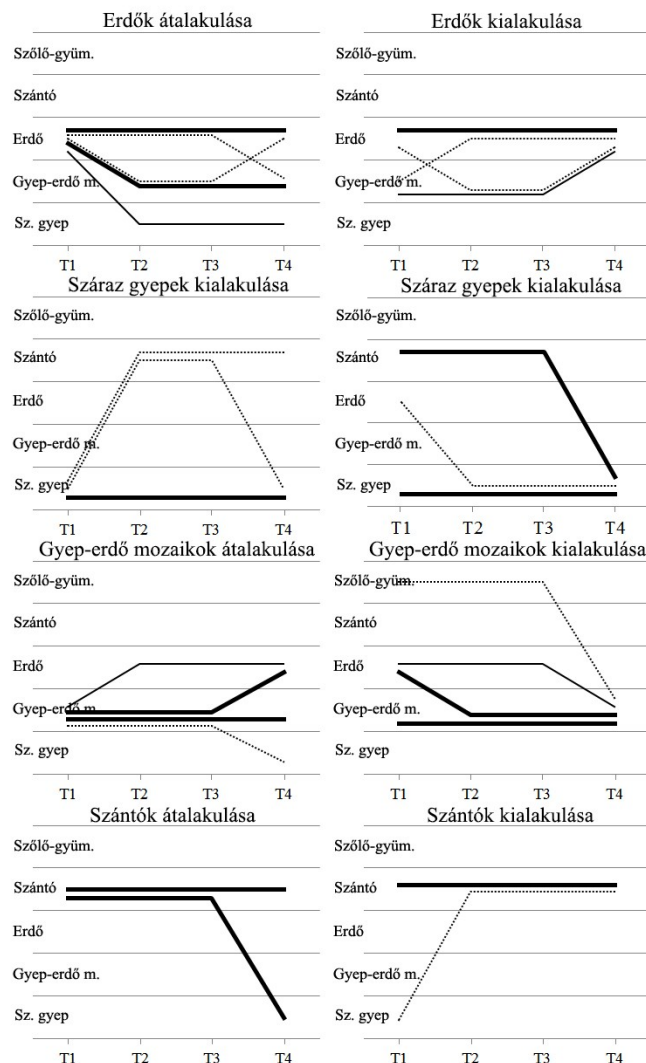 Erdők átalakulása
Szőlő-gyüm.
Szántó
Erdő
Gyep-erdő m.
Sz. gyep
T1 T2 T3 T4
Erdők kialakulása
Szőlő-gyüm.
Szántó
Erdő
Gyep-erdő m.
Sz. gyep
T1 T2 T3 T4
Száraz gyepek kialakulása
Szőlő-gyüm.
Szántó
Erdő
Gyep-erdő m.
Sz. gyep
T1 T2 T3 T4
Száraz gyepek kialakulása
Szőlő-gyüm.
Szántó
Erdő
Gyep-erdő m.
Sz. gyep
T1 T2 T3 T4
Gyep-erdő mozaikok átalakulása
Szőlő-gyüm.
Szántó
Erdő
Gyep-erdő m.
Sz. gyep
T1 T2 T3 T4
Gyep-erdő mozaikok kialakulása
Szőlő-gyüm.
Szántó
Erdő
Gyep-erdő m.
Sz. gyep
T1 T2 T3 T4
Szántók átalakulása
Szőlő-gyüm.
Szántó
Erdő
Gyep-erdő m.
Sz. gyep
T1 T2 T3 T4
Szántók kialakulása
Szőlő-gyüm.
Szántó
Erdő
Gyep-erdő m.
Sz. gyep
T1 T2 T3 T4